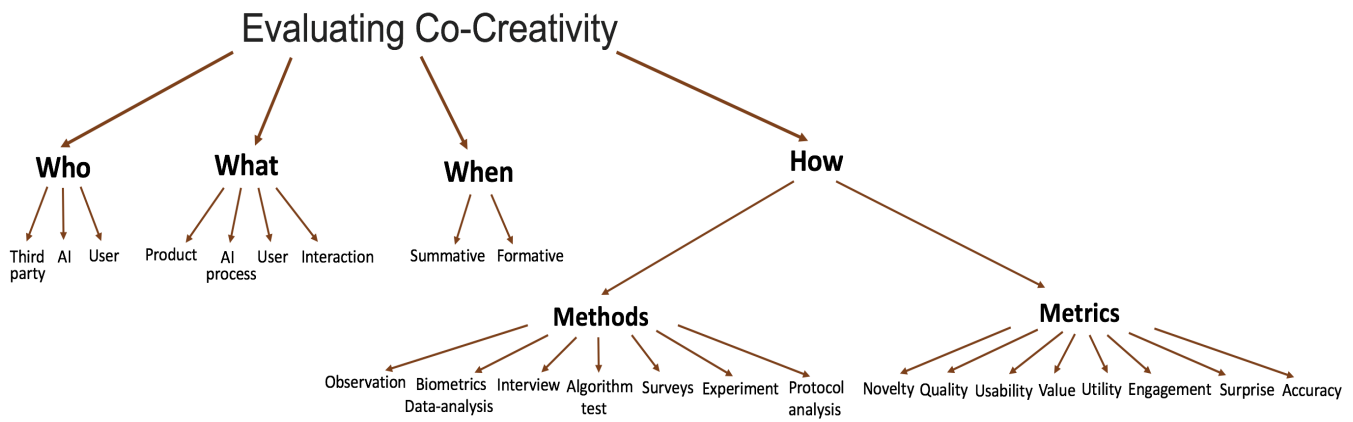 Evaluating Co-Creativity
Who
What
When
How
Third
party
AI
User
Product
AI
process
User
Interaction
Summative
Formative
Methods
Metrics
Observation
Biometrics
Data-analysis
Interview
Algorithm
test
Surveys
Experiment
Protocol
analysis
Novelty
Quality
Usability
Value
Utility
Engagement
Surprise
Accuracy